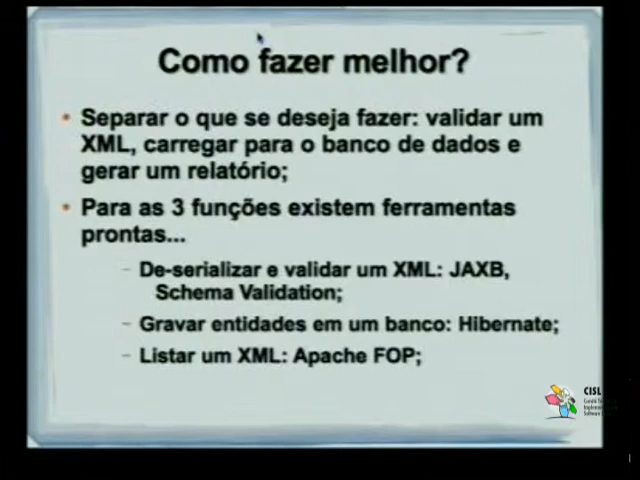 Como fazer melhor?
• Separar o que se deseja fazer: validar um
XML, carregar para o banco de dados e
gerar um relatório;
• Para as 3 funções existem ferramentas
prontas...
– De-serializar e validar um XML: JAXB,
Schema Validation;
– Gravar entidades em um banco: Hibernate;
– Listar um XML: Apache FOP;
CISL